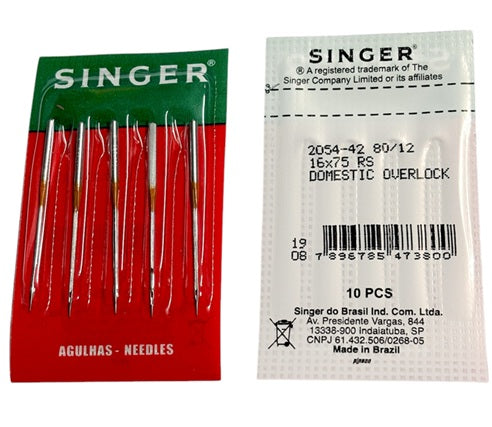 SINGER®
AGULHAS - NEEDLES
SINGER®
® A registered trademark of The
Singer Company Limited or its affiliates
2054-42 80/12
16x75 RS
DOMESTIC OVERLOCK
19
08
7 896785 473800
10 PCS
Singer do Brasil Ind. Com. Ltda.
Av. Presidente Vargas, 844
13338-900 Indaiatuba, SP
CNPJ 61.432.506/0268-05
Made in Brazil